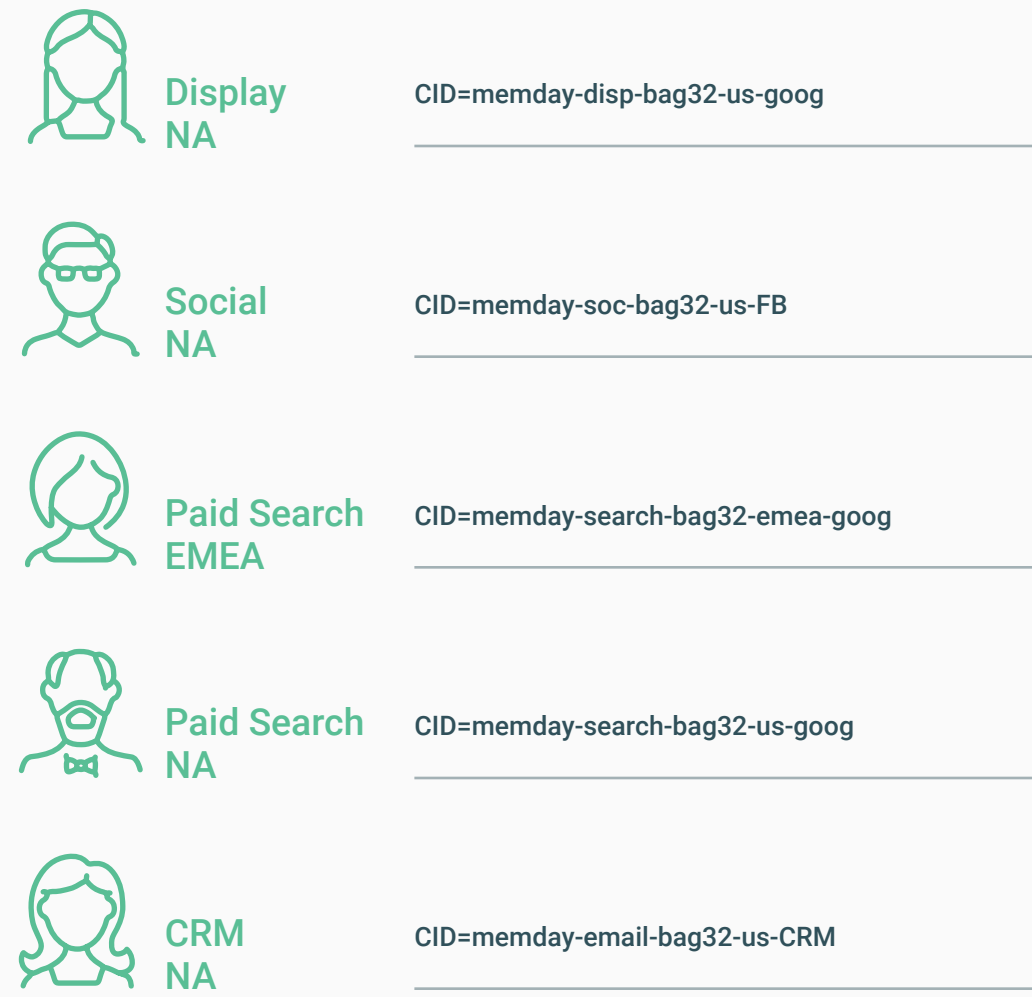 Display
NA
CID=memday-disp-bag32-us-goog
Social
NA
CID=memday-soc-bag32-us-FB
Paid Search
EMEA
CID=memday-search-bag32-emea-goog
Paid Search
NA
CID=memday-search-bag32-us-goog
CRM
NA
CID=memday-email-bag32-us-CRM